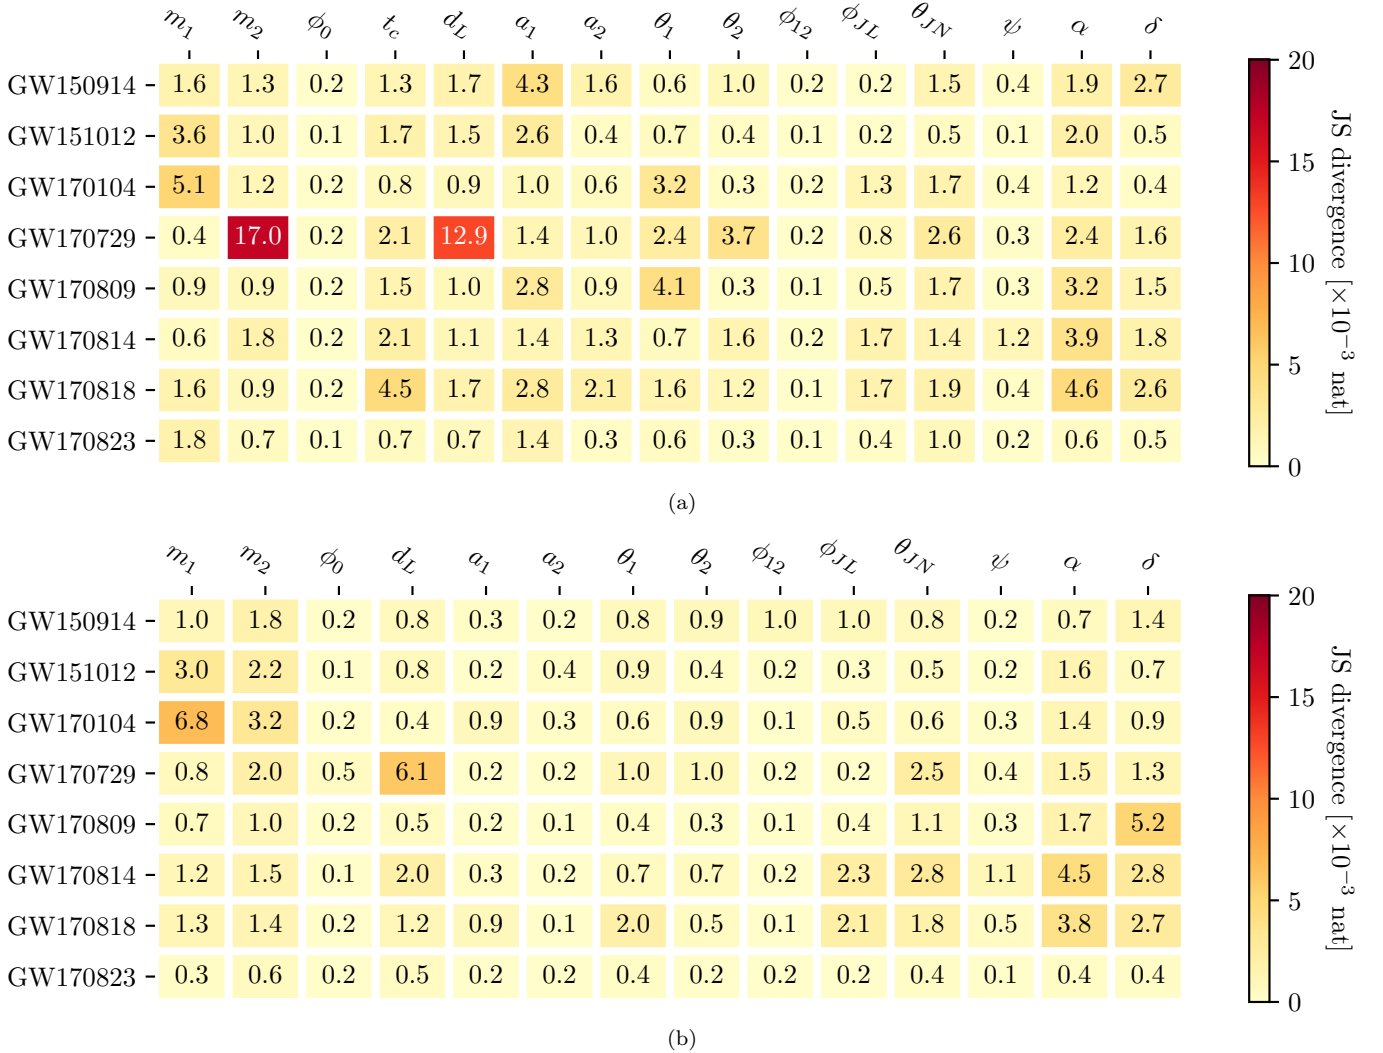 m₁ m₂ ϕ₀ t_c d_L a₁ a₂ θ₁ θ₂ ϕ₁₂ ϕ_JL θ_JN ψ α δ
GW150914 1.6 1.3 0.2 1.3 1.7 4.3 1.6 0.6 1.0 0.2 0.2 1.5 0.4 1.9 2.7
GW151012 3.6 1.0 0.1 1.7 1.5 2.6 0.4 0.7 0.4 0.1 0.2 0.5 0.1 2.0 0.5
GW170104 5.1 1.2 0.2 0.8 0.9 1.0 0.6 3.2 0.3 0.2 1.3 1.7 0.4 1.2 0.4
GW170729 0.4 17.0 0.2 2.1 12.9 1.4 1.0 2.4 3.7 0.2 0.8 2.6 0.3 2.4 1.6
GW170809 0.9 0.9 0.2 1.5 1.0 2.8 0.9 4.1 0.3 0.1 0.5 1.7 0.3 3.2 1.5
GW170814 0.6 1.8 0.2 2.1 1.1 1.4 1.3 0.7 1.6 0.2 1.7 1.4 1.2 3.9 1.8
GW170818 1.6 0.9 0.2 4.5 1.7 2.8 2.1 1.6 1.2 0.1 1.7 1.9 0.4 4.6 2.6
GW170823 1.8 0.7 0.1 0.7 0.7 1.4 0.3 0.6 0.3 0.1 0.4 1.0 0.2 0.6 0.5
20
15
10
5
0
JS divergence [×10⁻³ nat]
(a)
m₁ m₂ ϕ₀ d_L a₁ a₂ θ₁ θ₂ ϕ₁₂ ϕ_JL θ_JN ψ α δ
GW150914 1.0 1.8 0.2 0.8 0.3 0.2 0.8 0.9 1.0 1.0 0.8 0.2 0.7 1.4
GW151012 3.0 2.2 0.1 0.8 0.2 0.4 0.9 0.4 0.2 0.3 0.5 0.2 1.6 0.7
GW170104 6.8 3.2 0.2 0.4 0.9 0.3 0.6 0.9 0.1 0.5 0.6 0.3 1.4 0.9
GW170729 0.8 2.0 0.5 6.1 0.2 0.2 1.0 1.0 0.2 0.2 2.5 0.4 1.5 1.3
GW170809 0.7 1.0 0.2 0.5 0.2 0.1 0.4 0.3 0.1 0.4 1.1 0.3 1.7 5.2
GW170814 1.2 1.5 0.1 2.0 0.3 0.2 0.7 0.7 0.2 2.3 2.8 1.1 4.5 2.8
GW170818 1.3 1.4 0.2 1.2 0.9 0.1 2.0 0.5 0.1 2.1 1.8 0.5 3.8 2.7
GW170823 0.3 0.6 0.2 0.5 0.2 0.2 0.4 0.2 0.2 0.2 0.4 0.1 0.4 0.4
20
15
10
5
0
JS divergence [×10⁻³ nat]
(b)